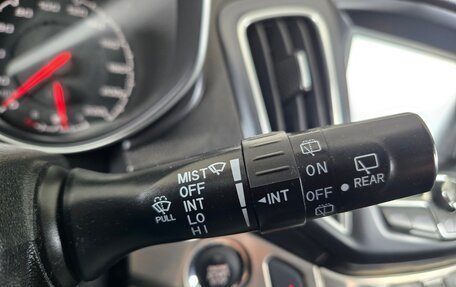 MIST
OFF
INT
LO
HI
PULL
◄INT
ON
OFF
REAR